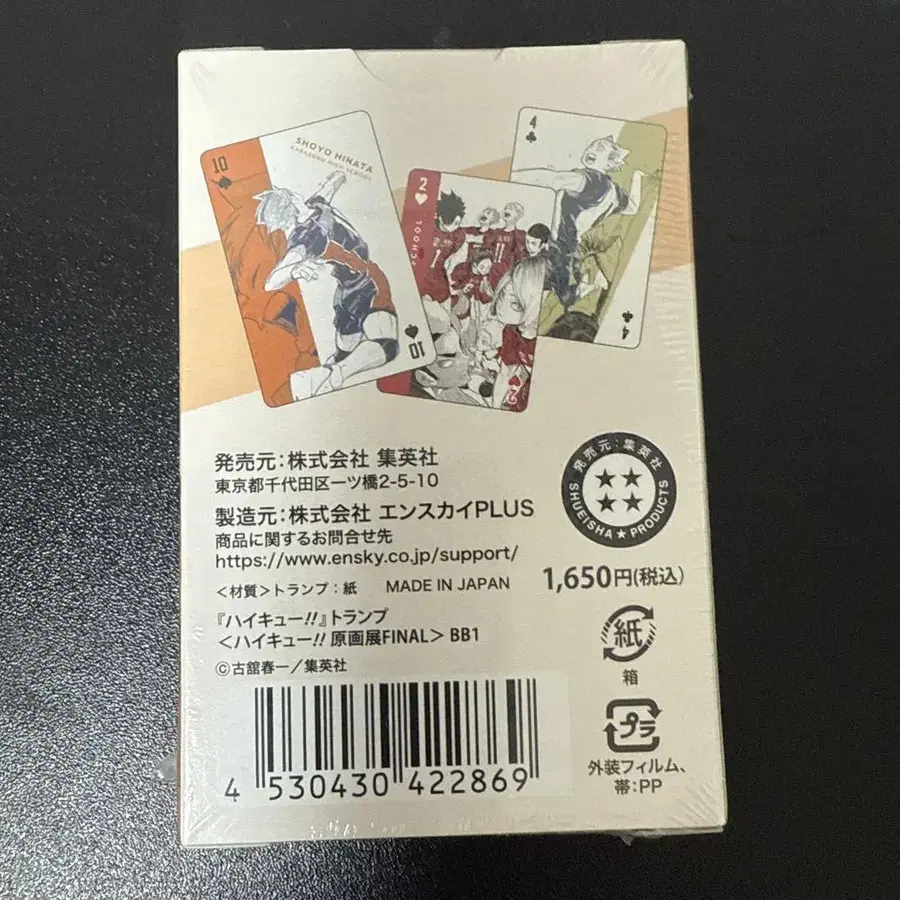 10
SHOYO HINATA
KARASUNO HIGH SCHOOL
10
2
2
4
4
発売元：株式会社 集英社
東京都千代田区一ツ橋2-5-10
製造元：株式会社 エンスカイPLUS
商品に関するお問合せ先
https://www.ensky.co.jp/support/
＜材質＞トランプ：紙 MADE IN JAPAN
『ハイキュー!!』トランプ
＜ハイキュー!! 原画展FINAL＞ BB1
©古舘春一／集英社
4 530430 422869
発売元：集英社
SHUEISHA★PRODUCTS
1,650円(税込)
紙
箱
プラ
外装フィルム、
帯：PP